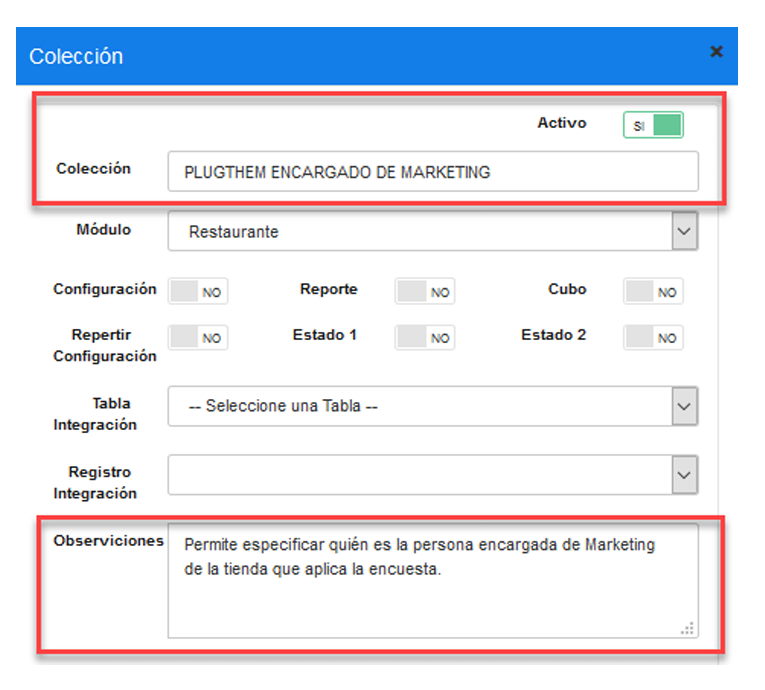 Colección
Activo SI
Colección PLUGTHEM ENCARGADO DE MARKETING
Módulo Restaurante
Configuración NO Reporte NO Cubo NO
Repertir
Configuración NO Estado 1 NO Estado 2 NO
Tabla
Integración -- Seleccione una Tabla --
Registro
Integración
Observiciones Permite especificar quién es la persona encargada de Marketing
de la tienda que aplica la encuesta.